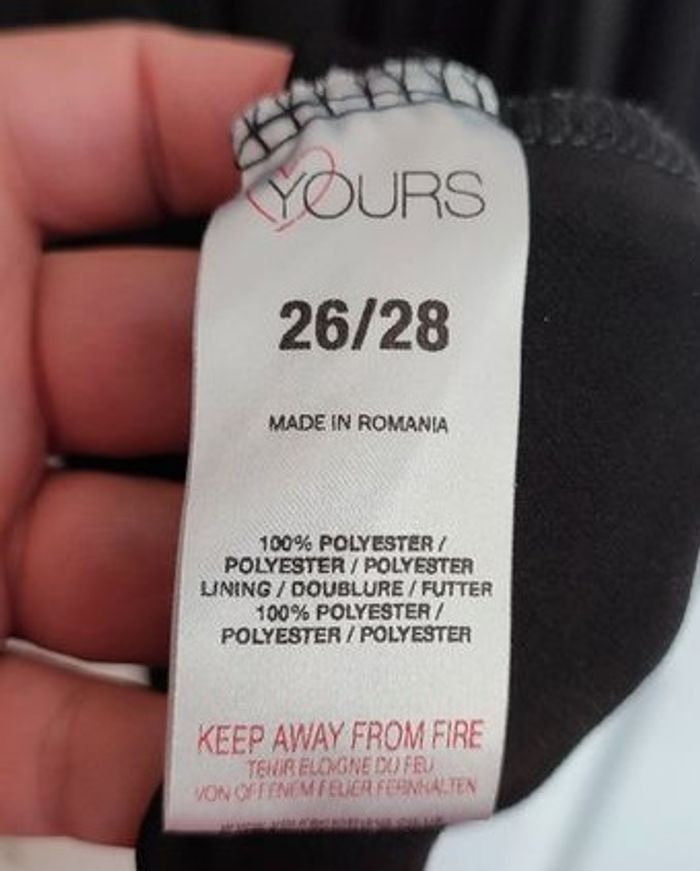 YOURS
26/28
MADE IN ROMANIA
100% POLYESTER /
POLYESTER / POLYESTER
LINING / DOUBLURE / FUTTER
100% POLYESTER /
POLYESTER / POLYESTER
KEEP AWAY FROM FIRE
TENIR ELOIGNE DU FEU
VON OFFENEM FEUER FERNHALTEN